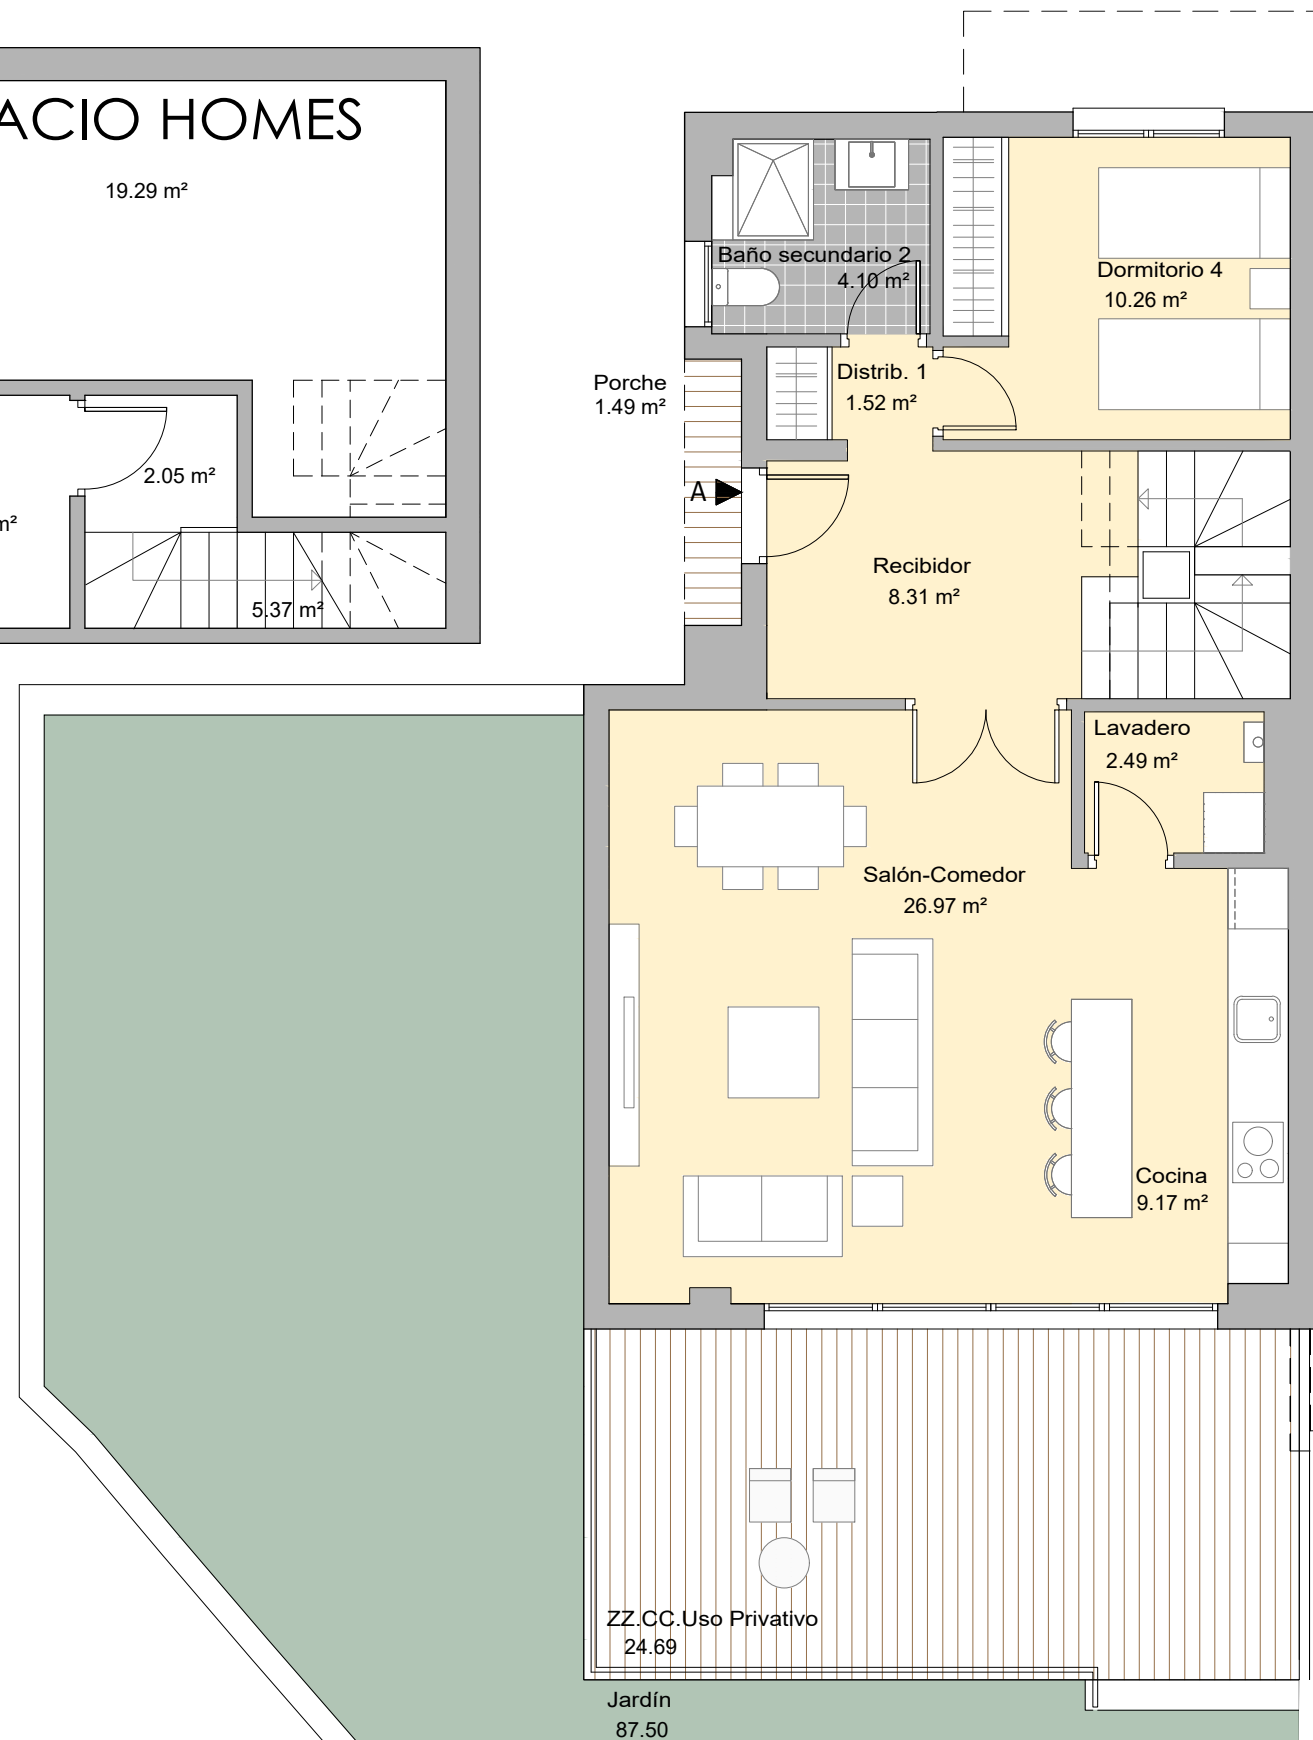 ACIO HOMES
19.29 m²
2.05 m²
m²
5.37 m²
Baño secundario 2
4.10 m²
Dormitorio 4
10.26 m²
Porche
1.49 m²
Distrib. 1
1.52 m²
A
Recibidor
8.31 m²
Lavadero
2.49 m²
Salón-Comedor
26.97 m²
Cocina
9.17 m²
ZZ.CC.Uso Privativo
24.69
Jardín
87.50